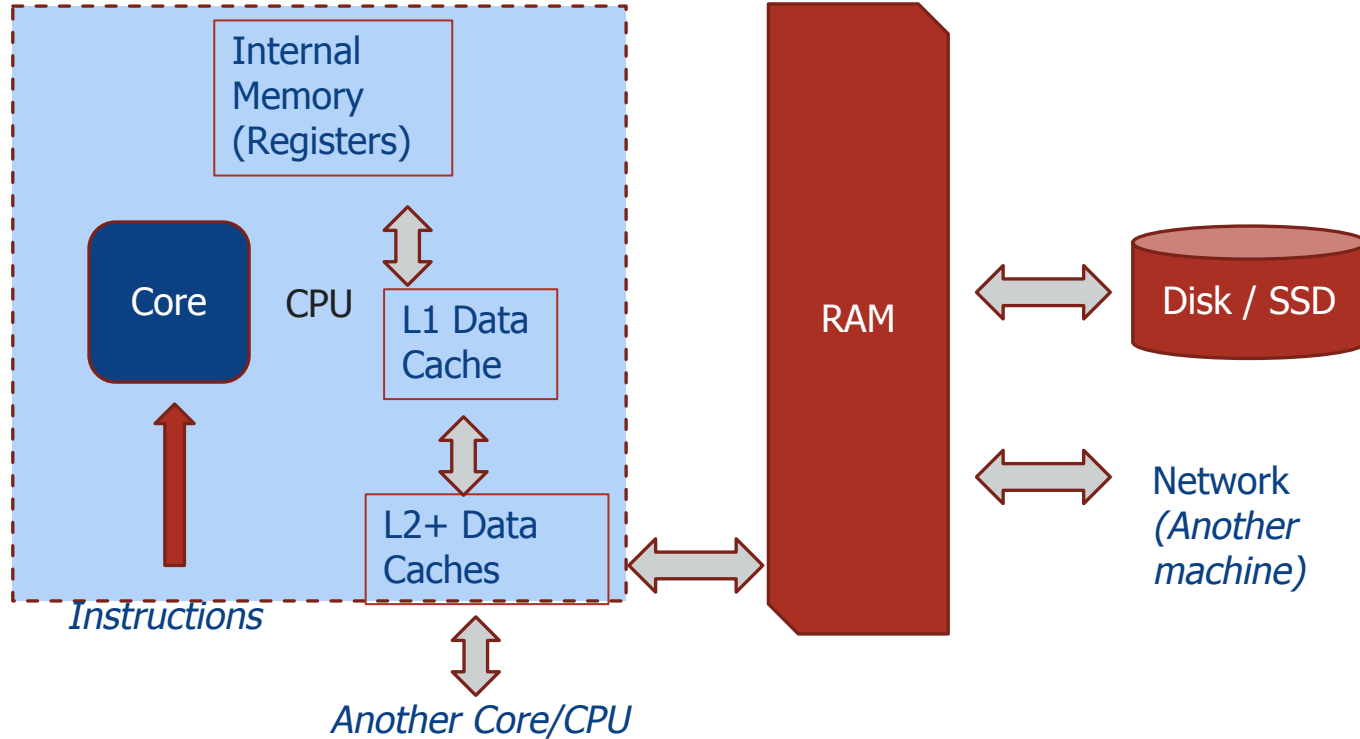 Internal
Memory
(Registers)
Core
CPU
L1 Data
Cache
L2+ Data
Caches
Instructions
Another Core/CPU
RAM
Disk / SSD
Network
(Another
machine)